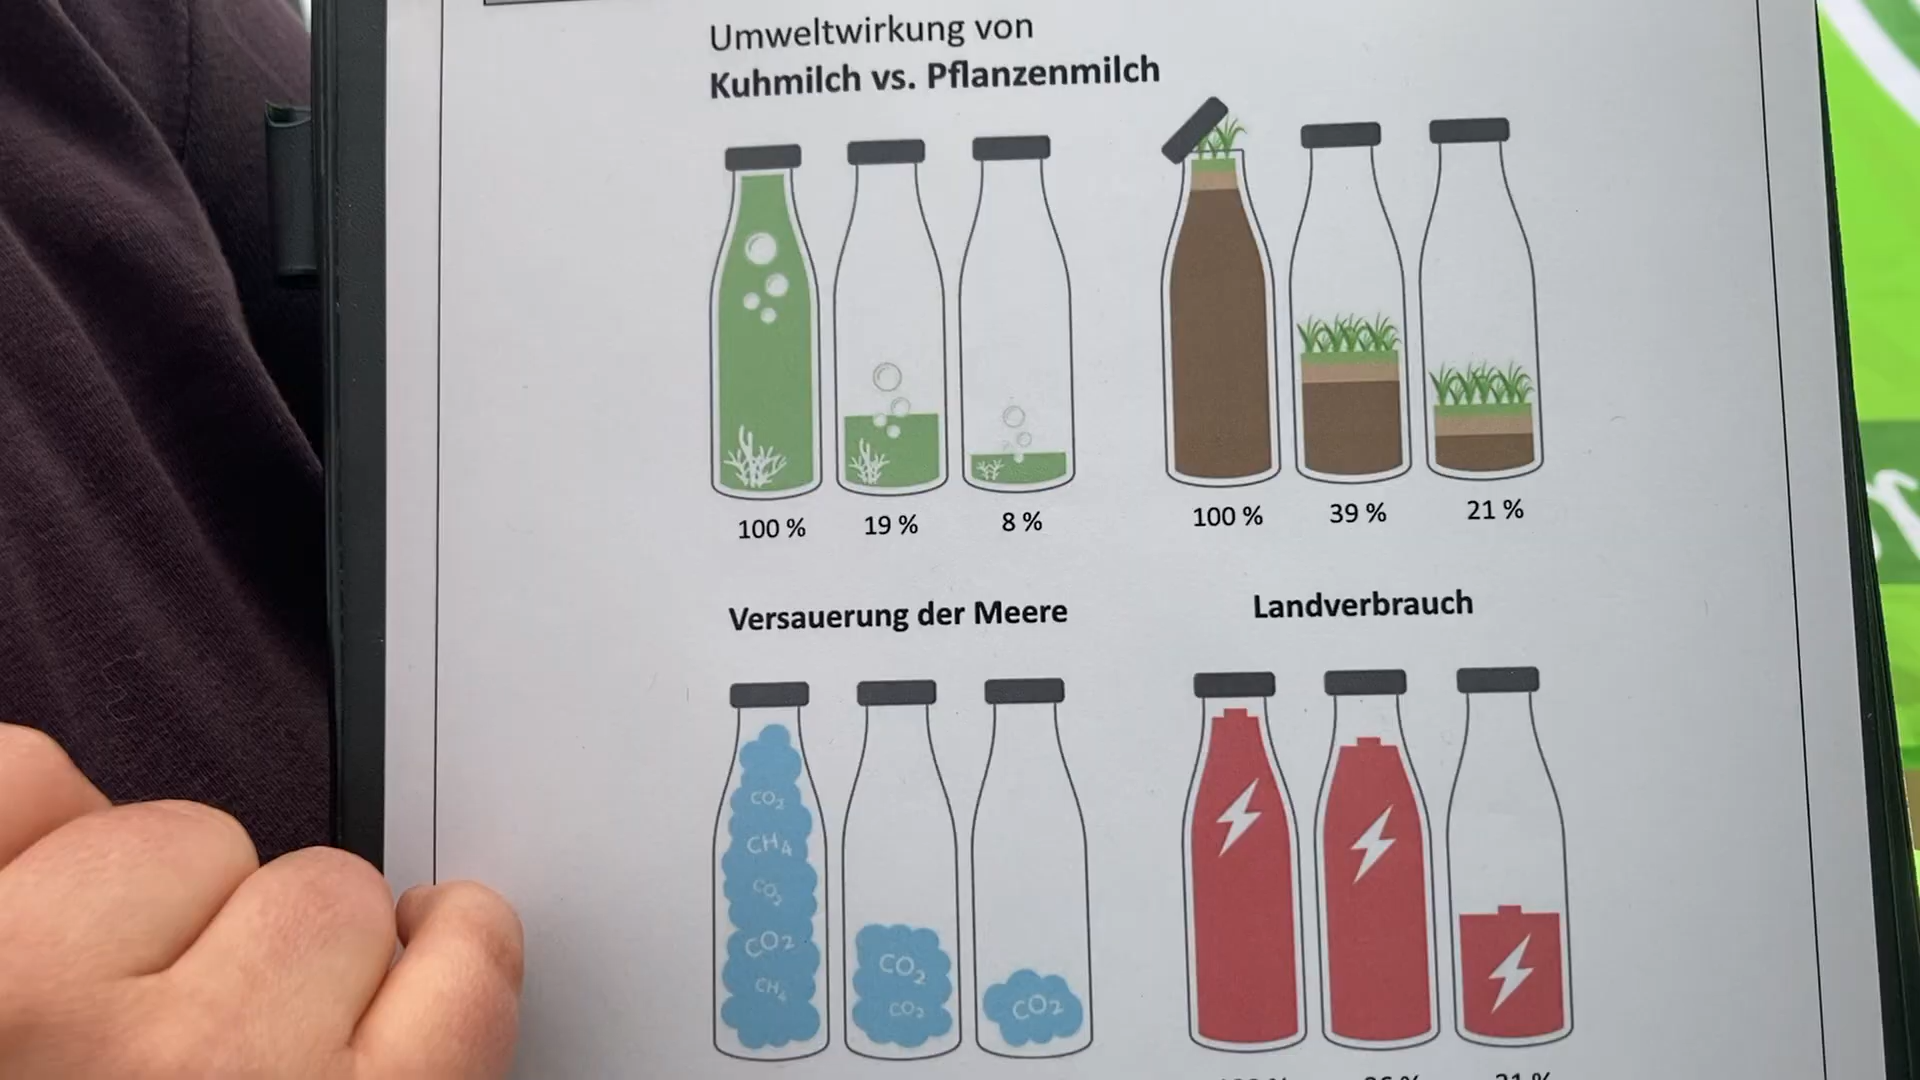 Umweltwirkung von
Kuhmilch vs. Pflanzenmilch
100 % 19 % 8 %
100 % 39 % 21 %
Versauerung der Meere
Landverbrauch
CO2
CH4
CO2
CO2
CH4
CO2
CO2
CO2